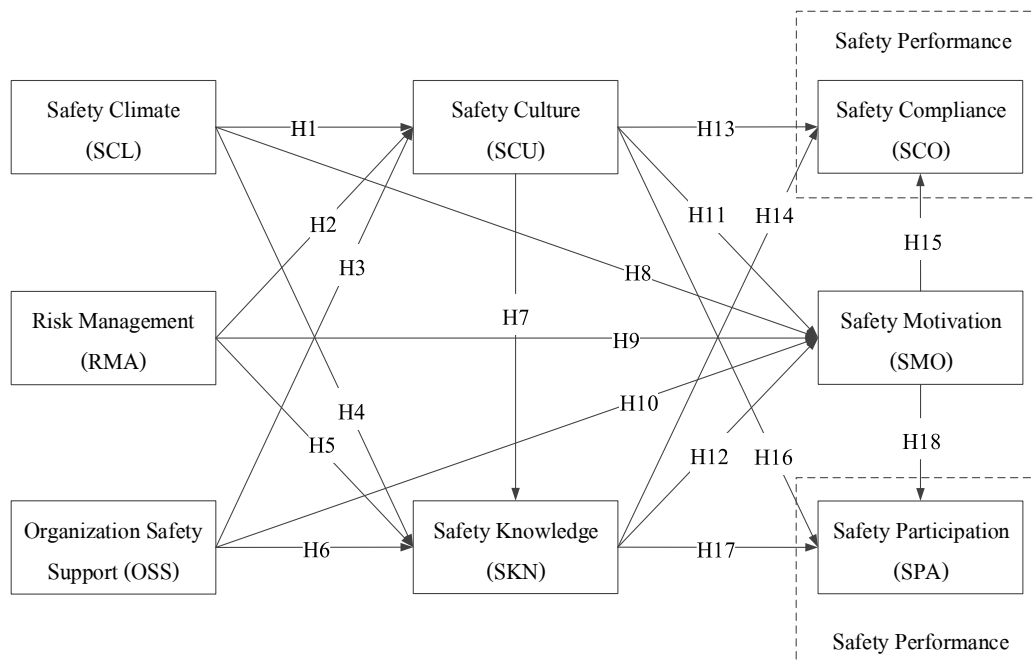 Safety Performance
Safety Climate
(SCL)
Safety Culture
(SCU)
Safety Compliance
(SCO)
H1
H13
H2
H3
H11
H14
H8
H15
Risk Management
(RMA)
Safety Motivation
(SMO)
H7
H9
H4
H10
H5
H12
H16
H18
Organization Safety
Support (OSS)
Safety Knowledge
(SKN)
Safety Participation
(SPA)
H6
H17
Safety Performance